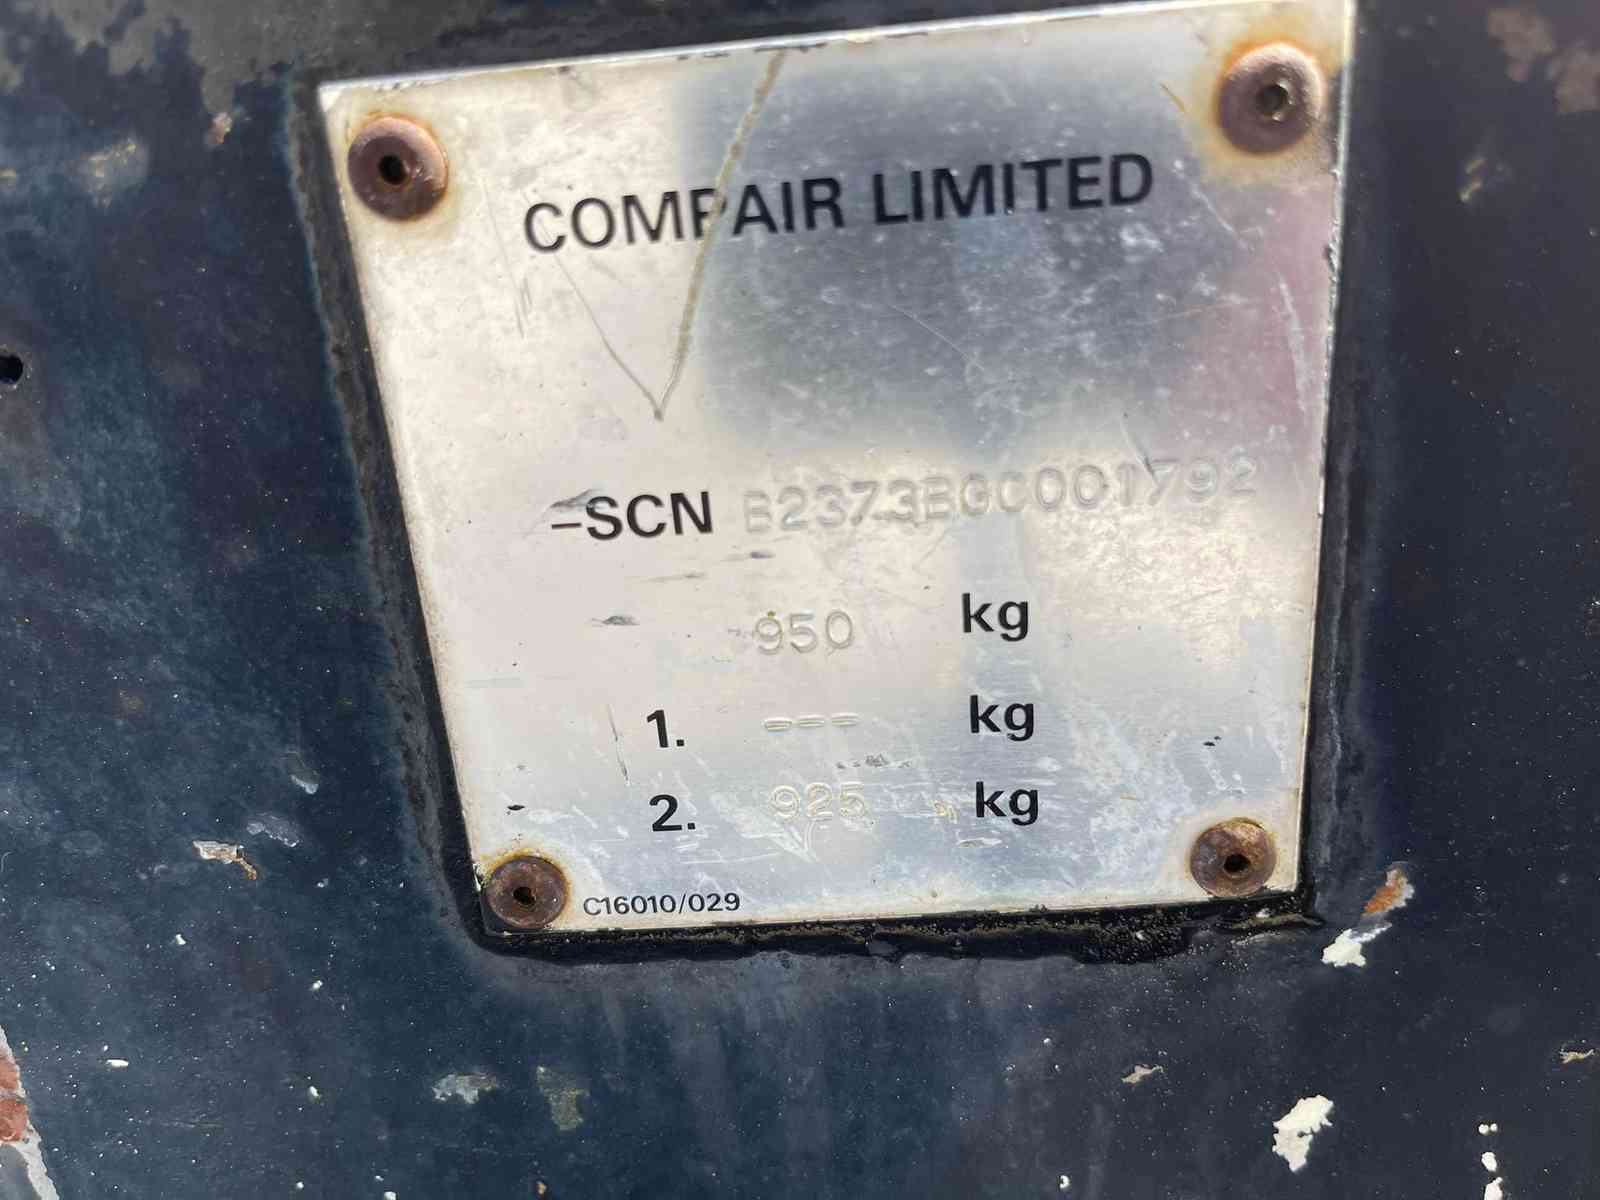 COMPAIR LIMITED
-SCN B2373BGC001792
950 kg
1. --- kg
2. 925 kg
C16010/029